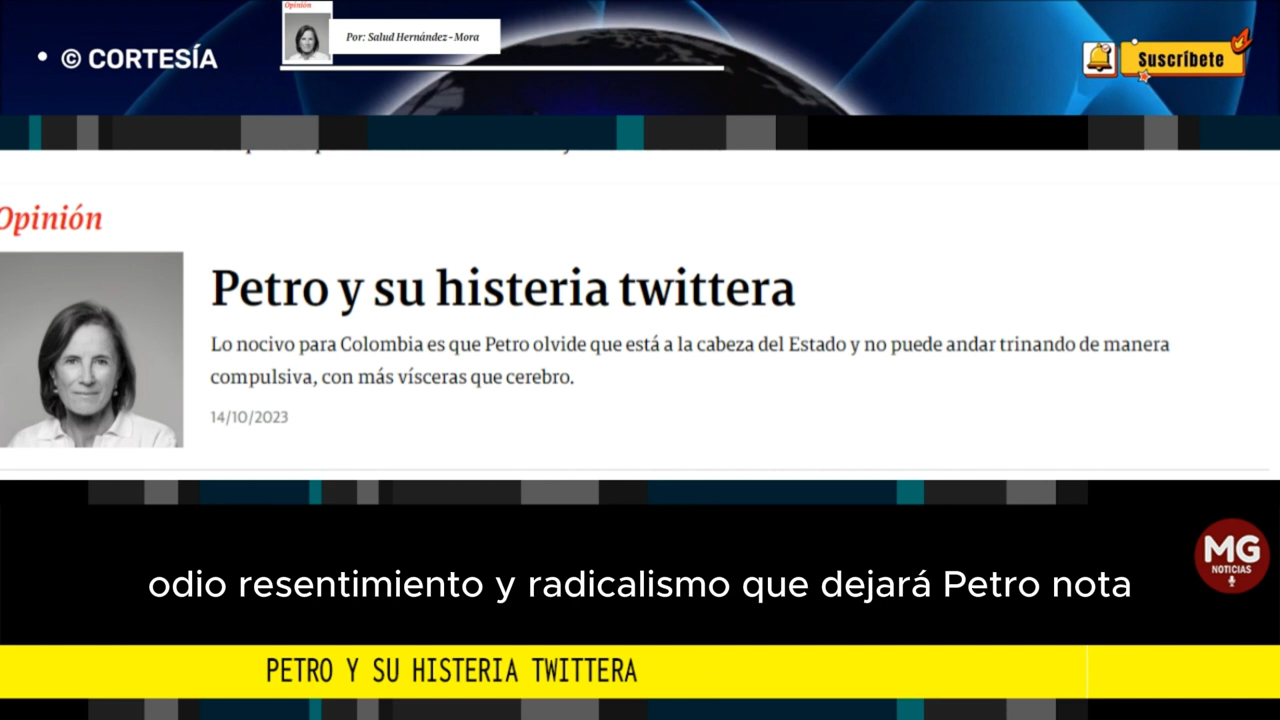 Opinión
Por: Salud Hernández-Mora
• © CORTESÍA
Suscríbete
Opinión
Petro y su histeria twittera
Lo nocivo para Colombia es que Petro olvide que está a la cabeza del Estado y no puede andar trinando de manera
compulsiva, con más vísceras que cerebro.
14/10/2023
MG
NOTICIAS
odio resentimiento y radicalismo que dejará Petro nota
PETRO Y SU HISTERIA TWITTERA